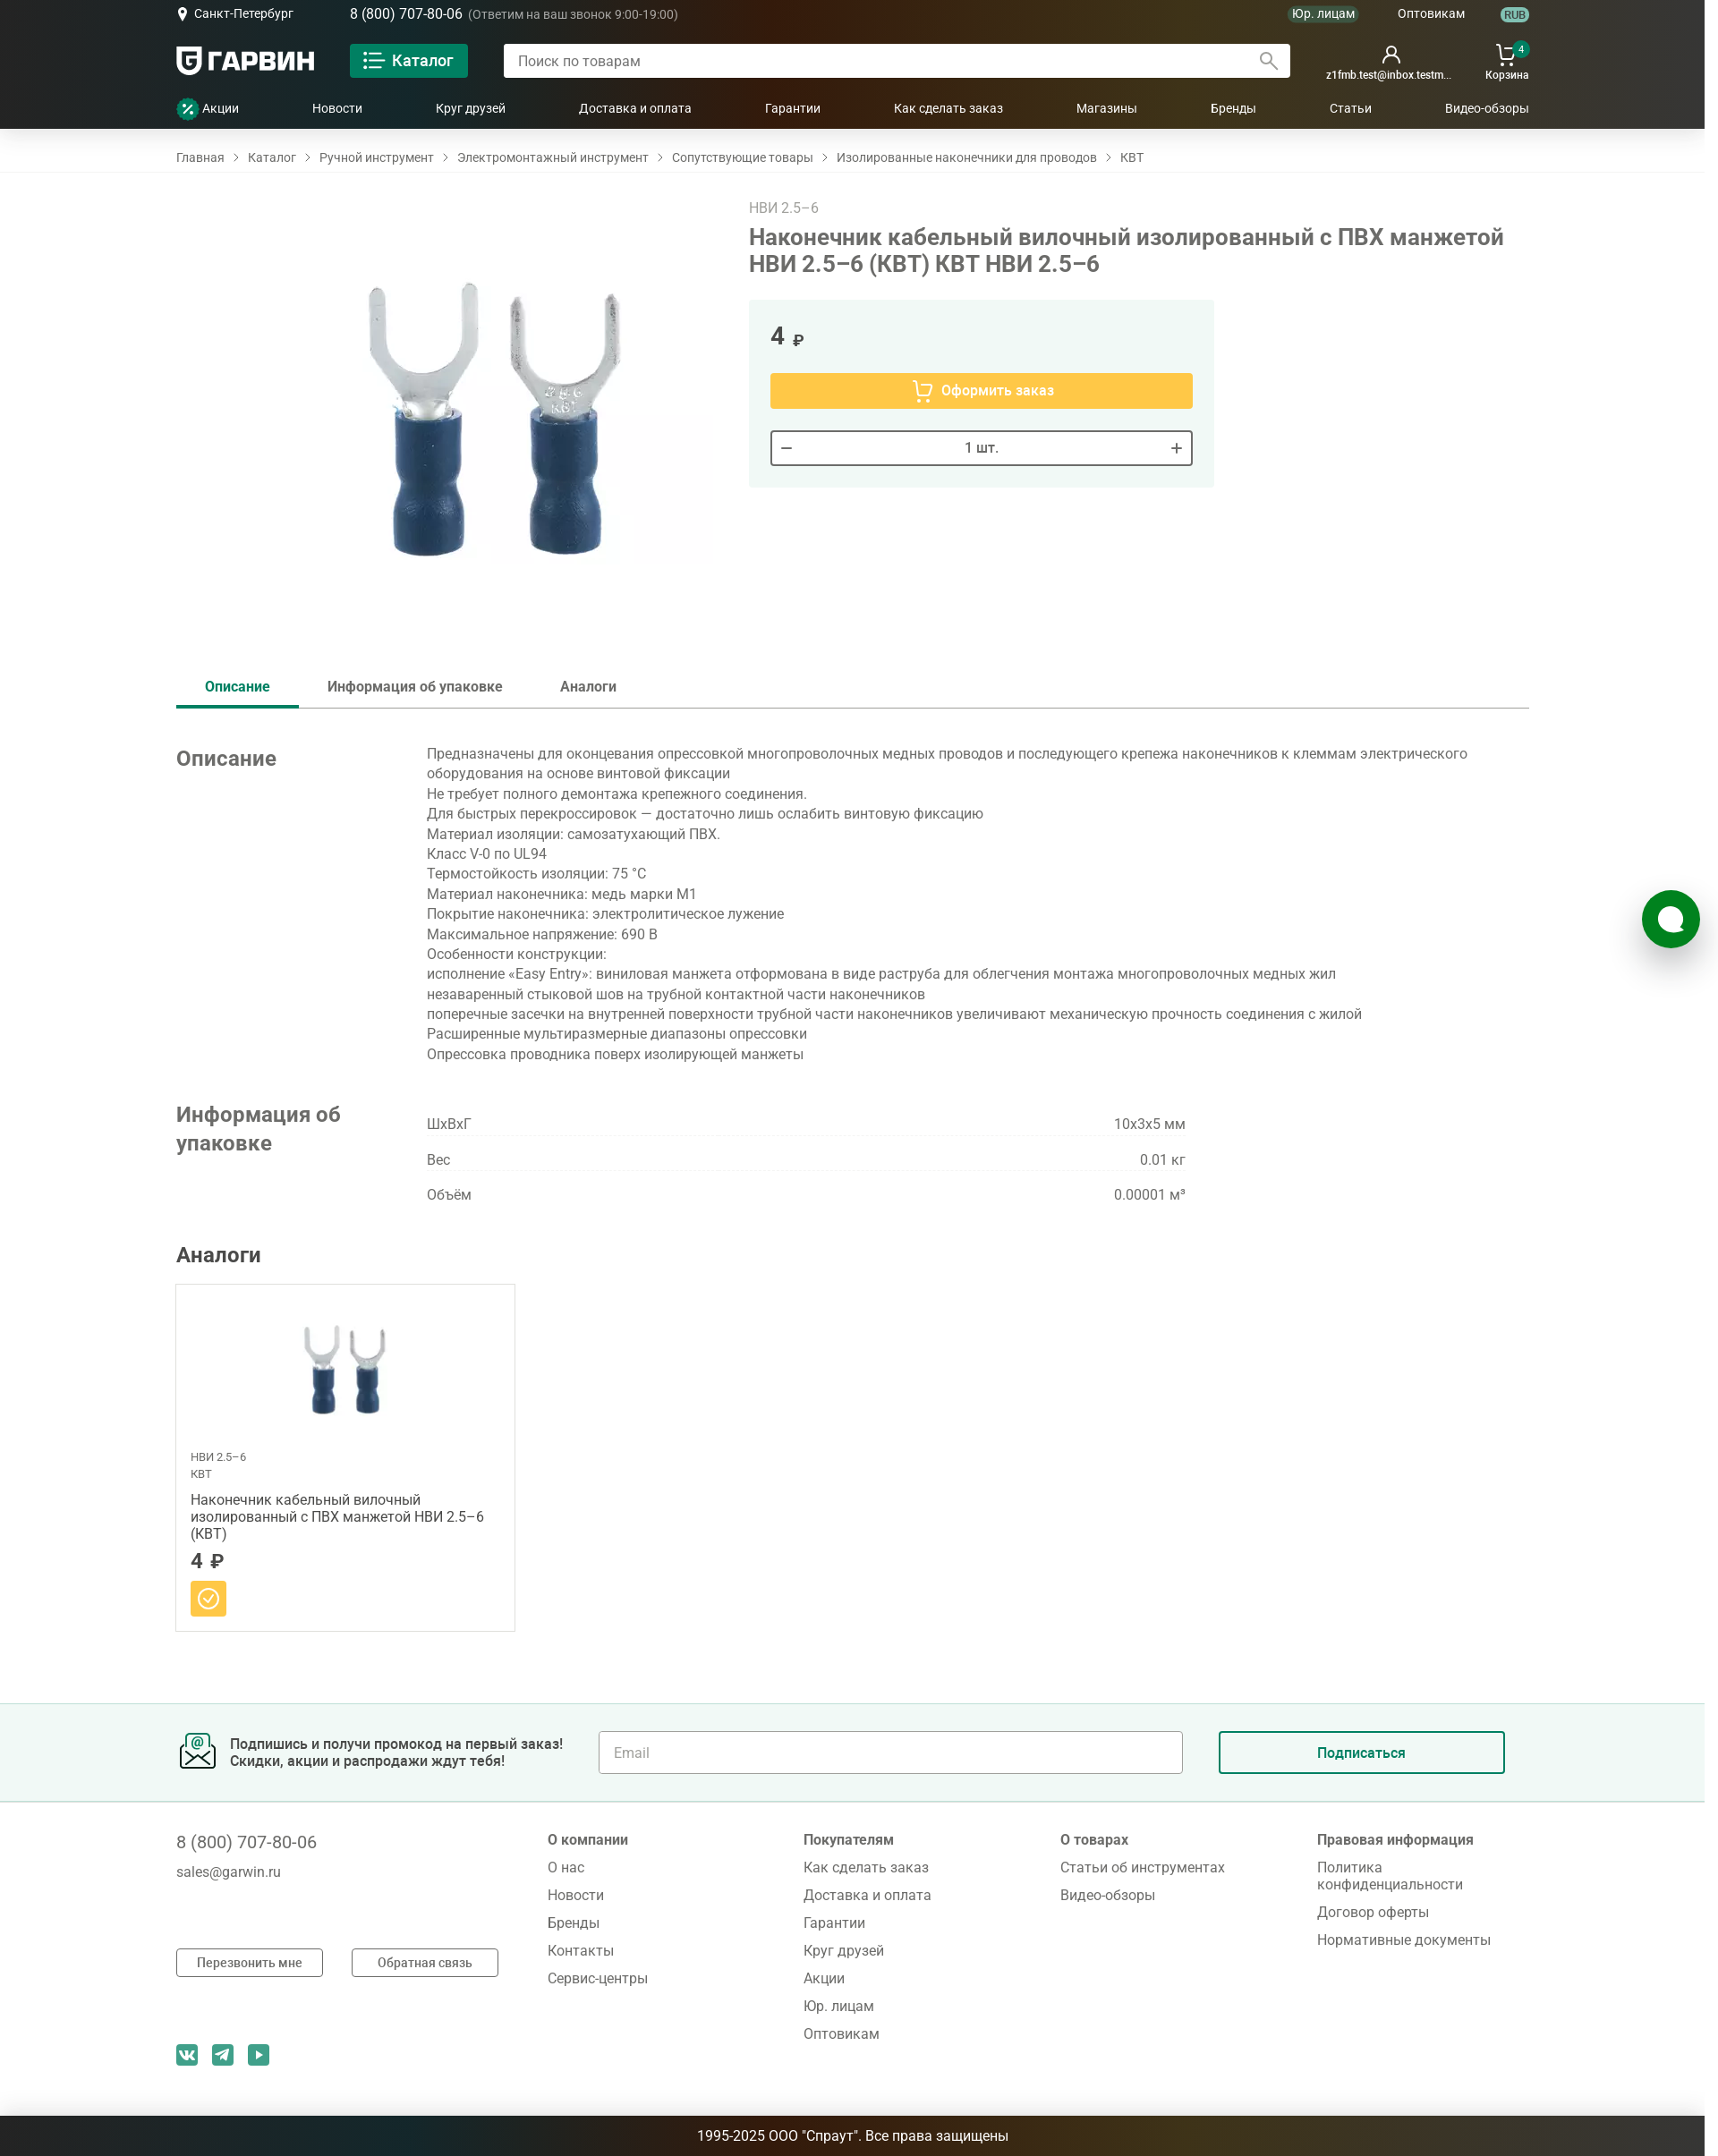 Санкт-Петербург
8 (800) 707-80-06 (Ответим на ваш звонок 9:00-19:00)
Юр. лицам
Оптовикам
RUB
ГАРВИН
Каталог
Поиск по товарам
z1fmb.test@inbox.testm...
4
Корзина
Акции
Новости
Круг друзей
Доставка и оплата
Гарантии
Как сделать заказ
Магазины
Бренды
Статьи
Видео-обзоры
Главная > Каталог > Ручной инструмент > Электромонтажный инструмент > Сопутствующие товары > Изолированные наконечники для проводов > КВТ
НВИ 2.5–6
Наконечник кабельный вилочный изолированный с ПВХ манжетой
НВИ 2.5–6 (КВТ) КВТ НВИ 2.5–6
4 ₽
Оформить заказ
− 1 шт. +
Описание
Информация об упаковке
Аналоги
Описание
Предназначены для оконцевания опрессовкой многопроволочных медных проводов и последующего крепежа наконечников к клеммам электрического
оборудования на основе винтовой фиксации
Не требует полного демонтажа крепежного соединения.
Для быстрых перекроссировок — достаточно лишь ослабить винтовую фиксацию
Материал изоляции: самозатухающий ПВХ.
Класс V-0 по UL94
Термостойкость изоляции: 75 °C
Материал наконечника: медь марки М1
Покрытие наконечника: электролитическое лужение
Максимальное напряжение: 690 В
Особенности конструкции:
исполнение «Easy Entry»: виниловая манжета отформована в виде раструба для облегчения монтажа многопроволочных медных жил
незаваренный стыковой шов на трубной контактной части наконечников
поперечные засечки на внутренней поверхности трубной части наконечников увеличивают механическую прочность соединения с жилой
Расширенные мультиразмерные диапазоны опрессовки
Опрессовка проводника поверх изолирующей манжеты
Информация об
упаковке
ШхВхГ 10x3x5 мм
Вес 0.01 кг
Объём 0.00001 м³
Аналоги
НВИ 2.5–6
КВТ
Наконечник кабельный вилочный
изолированный с ПВХ манжетой НВИ 2.5–6
(КВТ)
4 ₽
Подпишись и получи промокод на первый заказ!
Скидки, акции и распродажи ждут тебя!
Email
Подписаться
8 (800) 707-80-06
sales@garwin.ru
Перезвонить мне
Обратная связь
О компании
О нас
Новости
Бренды
Контакты
Сервис-центры
Покупателям
Как сделать заказ
Доставка и оплата
Гарантии
Круг друзей
Акции
Юр. лицам
Оптовикам
О товарах
Статьи об инструментах
Видео-обзоры
Правовая информация
Политика
конфиденциальности
Договор оферты
Нормативные документы
1995-2025 ООО "Спраут". Все права защищены